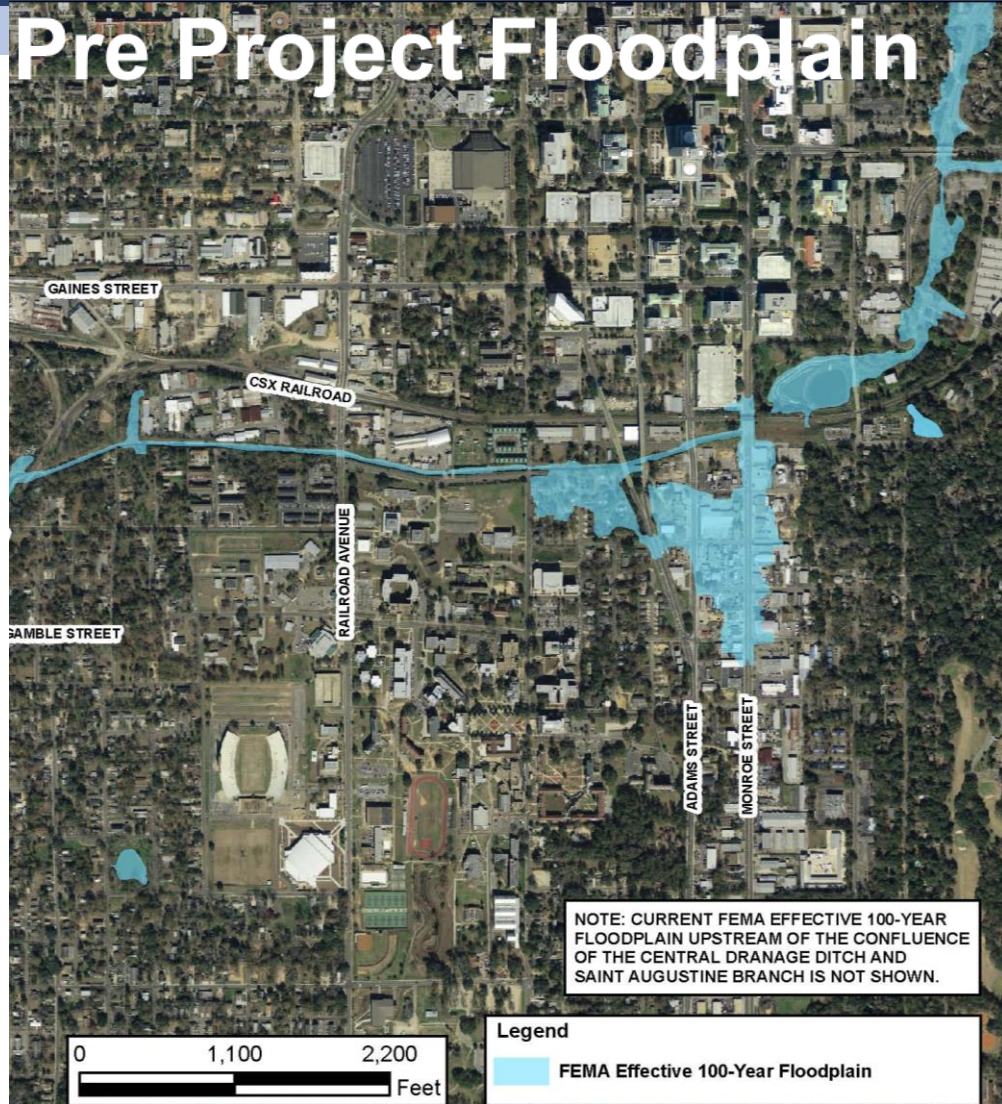 Pre Project Floodplain
GAINES STREET
CSX RAILROAD
RAILROAD AVENUE
GAMBLE STREET
ADAMS STREET
MONROE STREET
NOTE: CURRENT FEMA EFFECTIVE 100-YEAR
FLOODPLAIN UPSTREAM OF THE CONFLUENCE
OF THE CENTRAL DRANAGE DITCH AND
SAINT AUGUSTINE BRANCH IS NOT SHOWN.
0 1,100 2,200
Feet
Legend
FEMA Effective 100-Year Floodplain